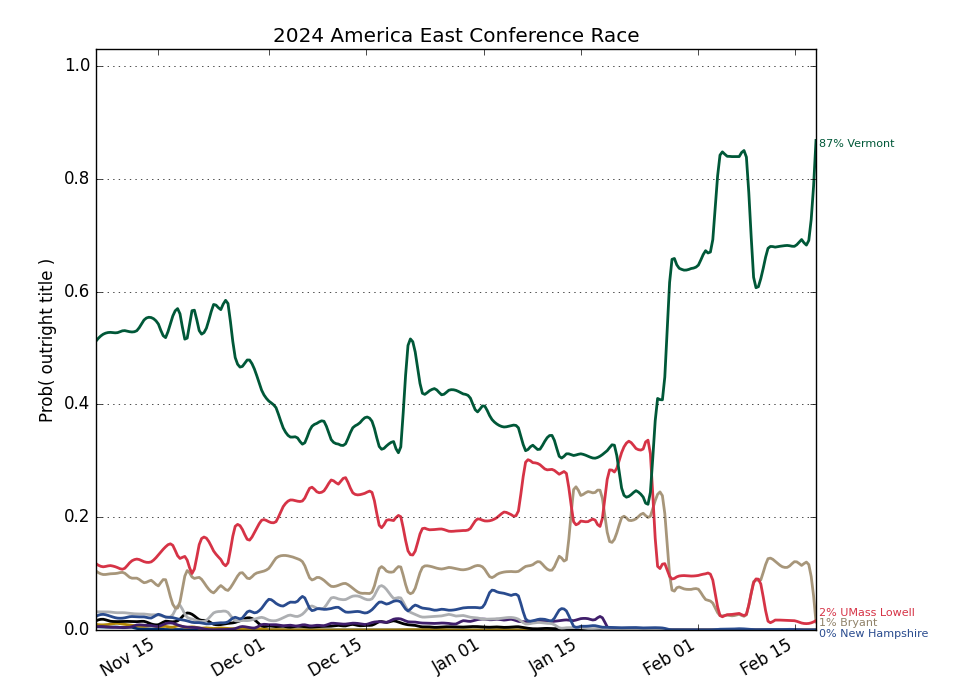 2024 America East Conference Race
Prob( outright title )
1.0
0.8
0.6
0.4
0.2
0.0
Nov 15
Dec 01
Dec 15
Jan 01
Jan 15
Feb 01
Feb 15
87% Vermont
2% UMass Lowell
1% Bryant
0% New Hampshire